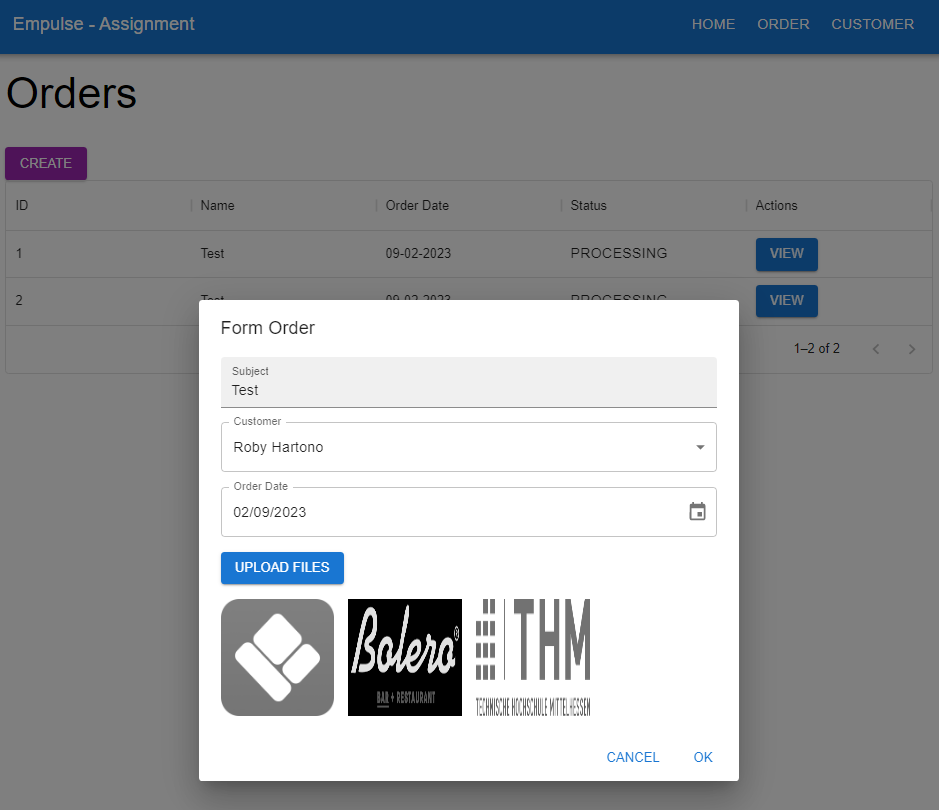 Empulse - Assignment HOME ORDER CUSTOMER
Orders
CREATE
ID Name Order Date Status Actions
1 Test 09-02-2023 PROCESSING VIEW
2 Test 09-02-2023 PROCESSING VIEW
1–2 of 2
Form Order
Subject
Test
Customer
Roby Hartono
Order Date
02/09/2023
UPLOAD FILES
Bolero®
BAR + RESTAURANT
THM
TECHNISCHE HOCHSCHULE MITTELHESSEN
CANCEL OK